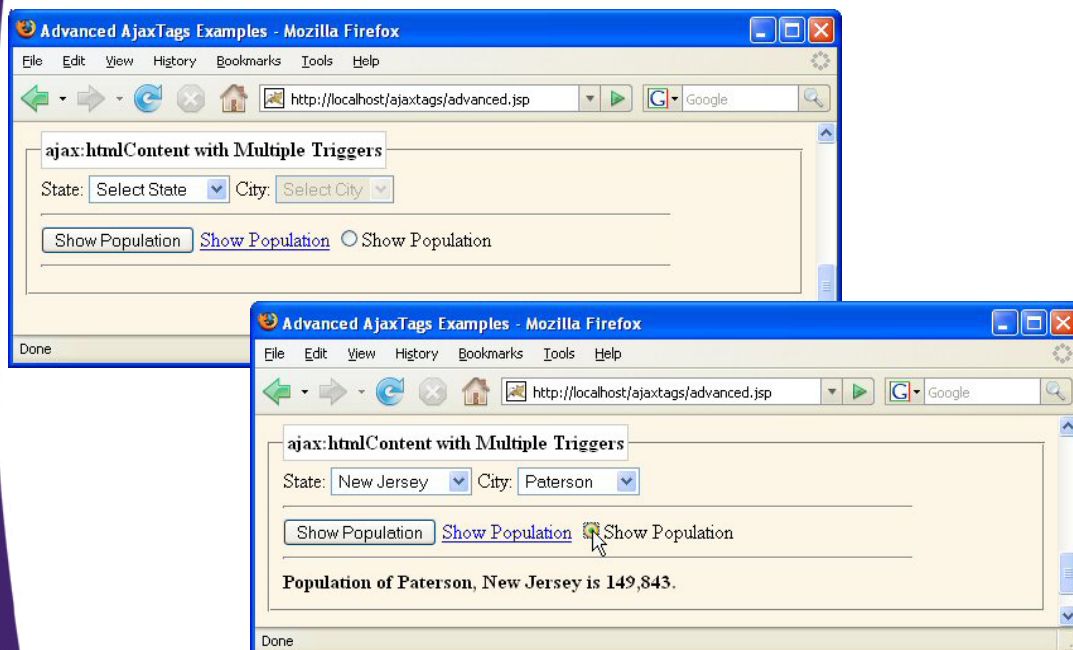 Advanced AjaxTags Examples - Mozilla Firefox
File Edit View History Bookmarks Tools Help
http://localhost/ajaxtags/advanced.jsp G Google
ajax:htmlContent with Multiple Triggers
State: Select State City: Select City
Show Population Show Population Show Population
Done
Advanced AjaxTags Examples - Mozilla Firefox
File Edit View History Bookmarks Tools Help
http://localhost/ajaxtags/advanced.jsp G Google
ajax:htmlContent with Multiple Triggers
State: New Jersey City: Paterson
Show Population Show Population Show Population
Population of Paterson, New Jersey is 149,843.
Done